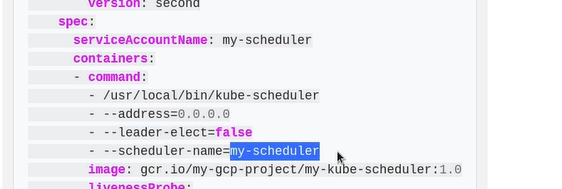 version: second
spec:
serviceAccountName: my-scheduler
containers:
- command:
- /usr/local/bin/kube-scheduler
- --address=0.0.0.0
- --leader-elect=false
- --scheduler-name=my-scheduler
image: gcr.io/my-gcp-project/my-kube-scheduler:1.0
livenessProbe: